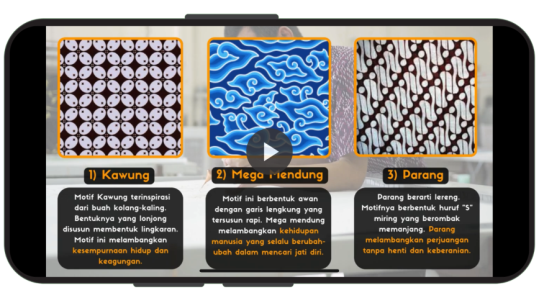 1) Kawung
Motif Kawung terinspirasi
dari buah kolang-kaling.
Bentuknya yang lonjong
disusun membentuk lingkaran.
Motif ini melambangkan
kesempurnaan hidup dan
keagungan.
2) Mega Mendung
Motif ini berbentuk awan
dengan garis lengkung yang
tersusun rapi. Mega mendung
melambangkan kehidupan
manusia yang selalu berubah-
ubah dalam mencari jati diri.
3) Parang
Parang berarti lereng.
Motifnya berbentuk huruf "S"
miring yang berombak
memanjang. Parang
melambangkan perjuangan
tanpa henti dan keberanian.